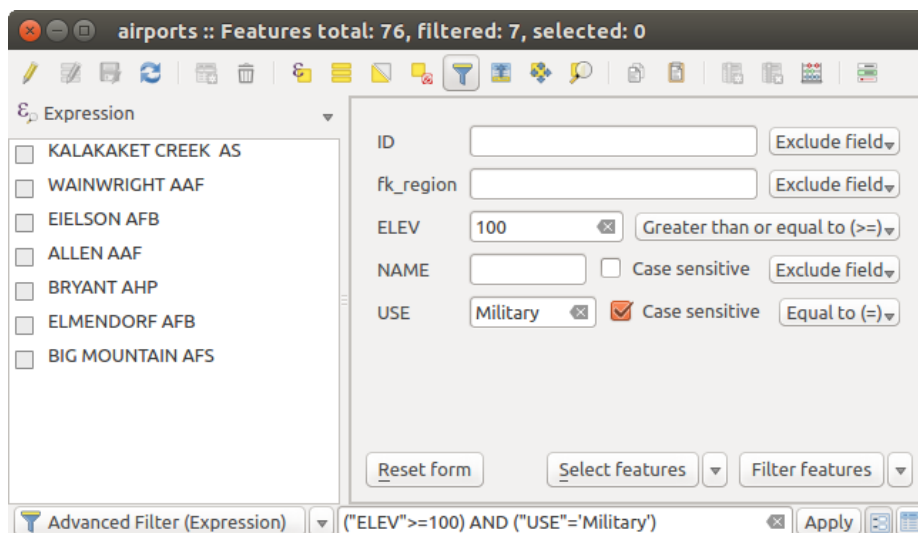 airports :: Features total: 76, filtered: 7, selected: 0
Expression
KALAKAKET CREEK  AS
WAINWRIGHT AAF
EIELSON AFB
ALLEN AAF
BRYANT AHP
ELMENDORF AFB
BIG MOUNTAIN AFS
ID Exclude field
fk_region Exclude field
ELEV 100 Greater than or equal to (>=)
NAME Case sensitive Exclude field
USE Military Case sensitive Equal to (=)
Reset form Select features Filter features
Advanced Filter (Expression) ("ELEV">=100) AND ("USE"='Military') Apply